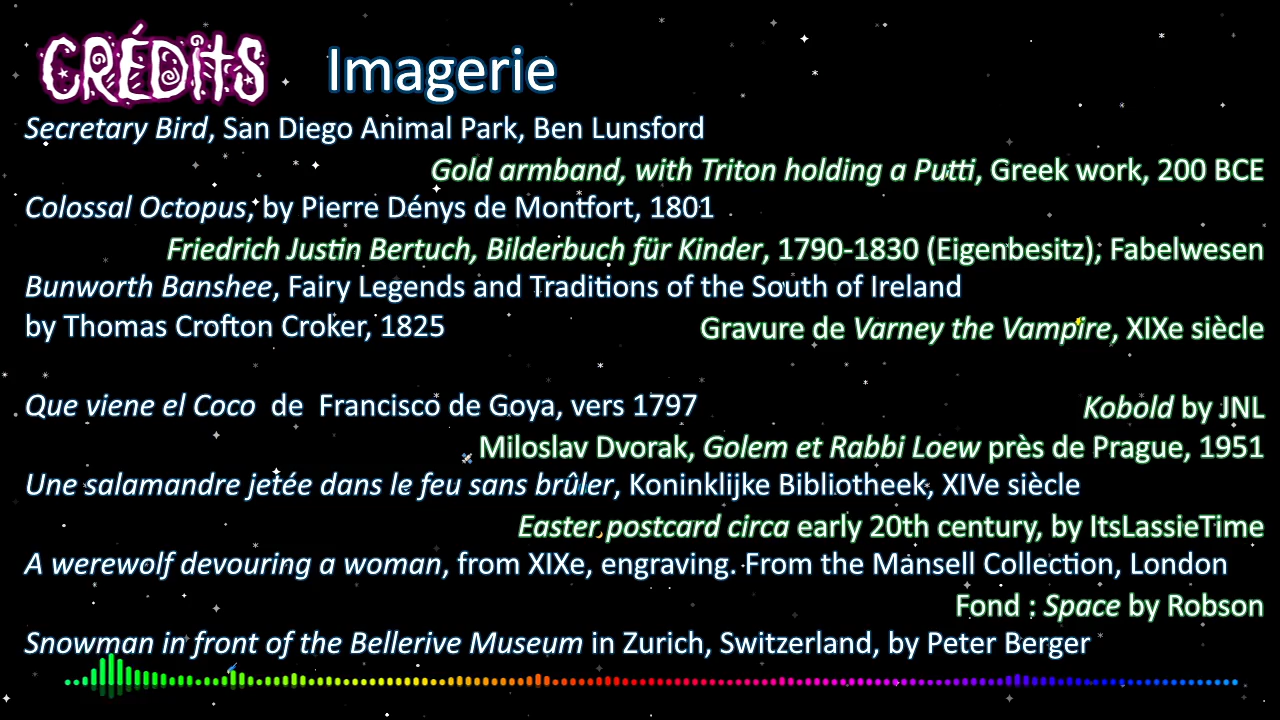 CRÉDITS Imagerie
Secretary Bird, San Diego Animal Park, Ben Lunsford
Gold armband, with Triton holding a Putti, Greek work, 200 BCE
Colossal Octopus, by Pierre Dénys de Montfort, 1801
Friedrich Justin Bertuch, Bilderbuch für Kinder, 1790-1830 (Eigenbesitz); Fabelwesen
Bunworth Banshee, Fairy Legends and Traditions of the South of Ireland
by Thomas Crofton Croker, 1825
Gravure de Varney the Vampire, XIXe siècle
Que viene el Coco de Francisco de Goya, vers 1797
Kobold by JNL
Miloslav Dvorak, Golem et Rabbi Loew près de Prague, 1951
Une salamandre jetée dans le feu sans brûler, Koninklijke Bibliotheek, XIVe siècle
Easter postcard circa early 20th century, by ItsLassieTime
A werewolf devouring a woman, from XIXe, engraving. From the Mansell Collection, London
Fond : Space by Robson
Snowman in front of the Bellerive Museum in Zurich, Switzerland, by Peter Berger